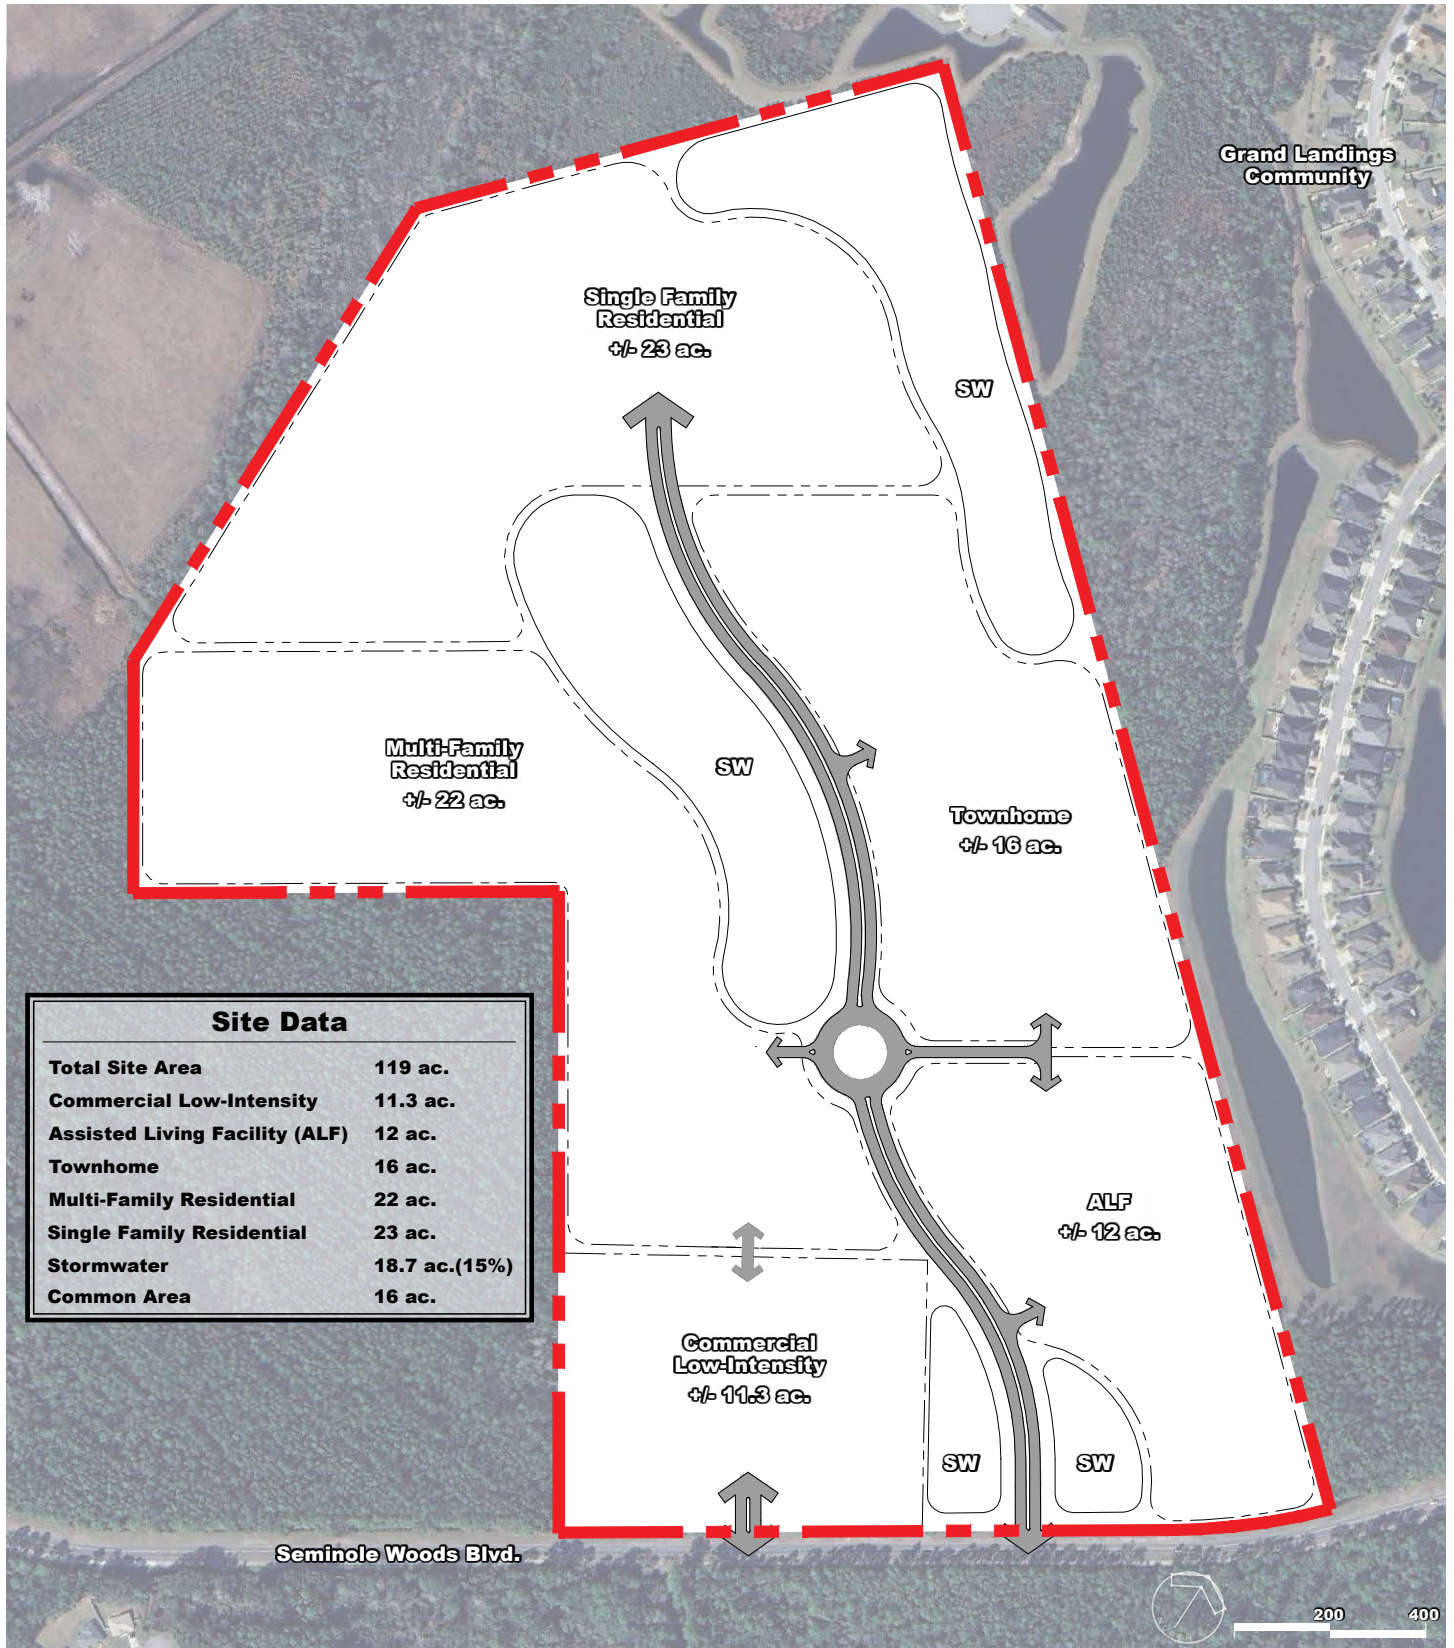 Grand Landings
Community
Single Family
Residential
+/- 23 ac.
SW
Multi-Family
Residential
+/- 22 ac.
SW
Townhome
+/- 16 ac.
Site Data
Total Site Area 119 ac.
Commercial Low-Intensity 11.3 ac.
Assisted Living Facility (ALF) 12 ac.
Townhome 16 ac.
Multi-Family Residential 22 ac.
Single Family Residential 23 ac.
Stormwater 18.7 ac.(15%)
Common Area 16 ac.
ALF
+/- 12 ac.
Commercial
Low-Intensity
+/- 11.3 ac.
SW
SW
Seminole Woods Blvd.
NORTH
200 400